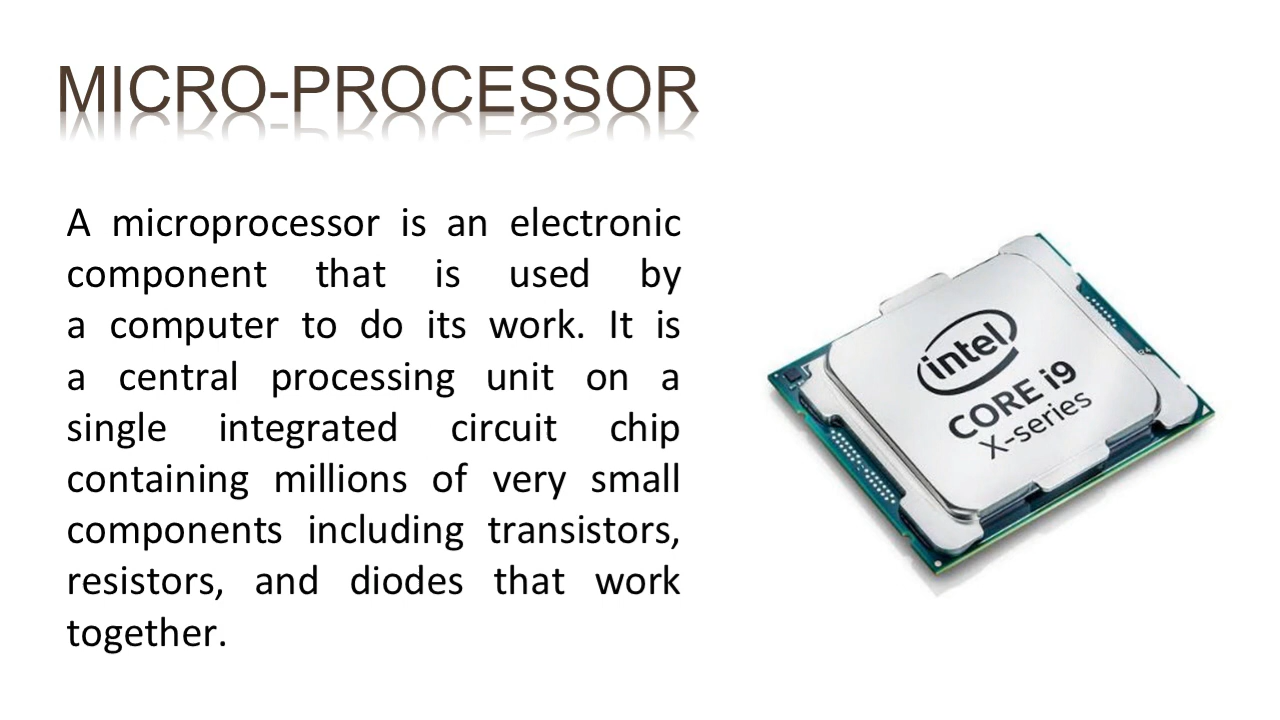 MICRO-PROCESSOR
A microprocessor is an electronic
component that is used by
a computer to do its work. It is
a central processing unit on a
single integrated circuit chip
containing millions of very small
components including transistors,
resistors, and diodes that work
together.
intel
CORE i9
X-series